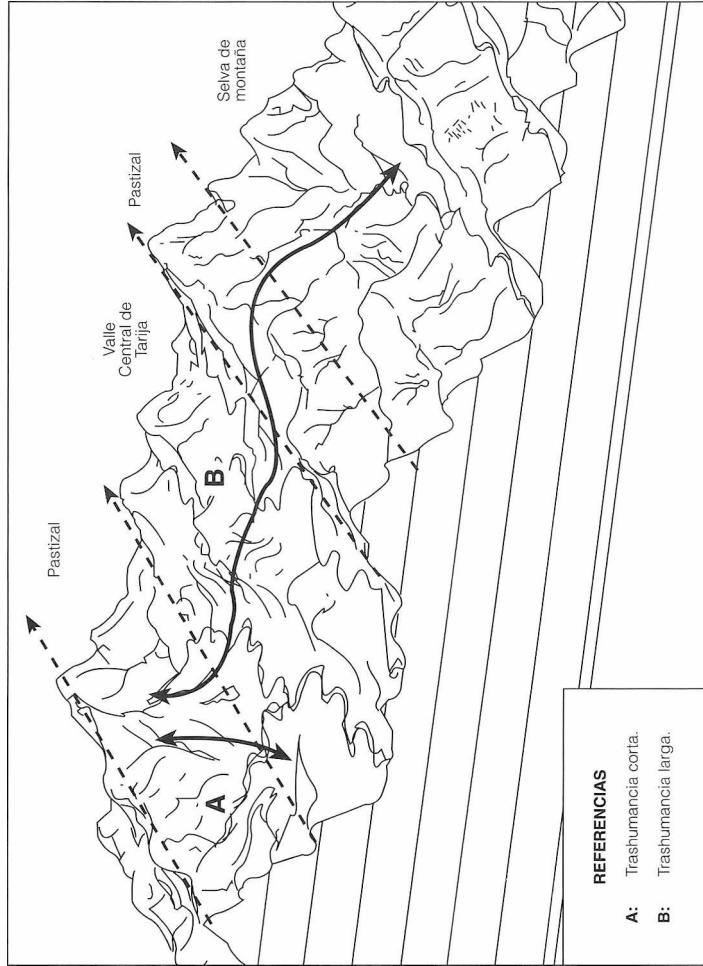 Pastizal
Valle
Central de
Tarija
Pastizal
Selva de
montaña
A
B
REFERENCIAS
A: Trashumancia corta.
B: Trashumancia larga.